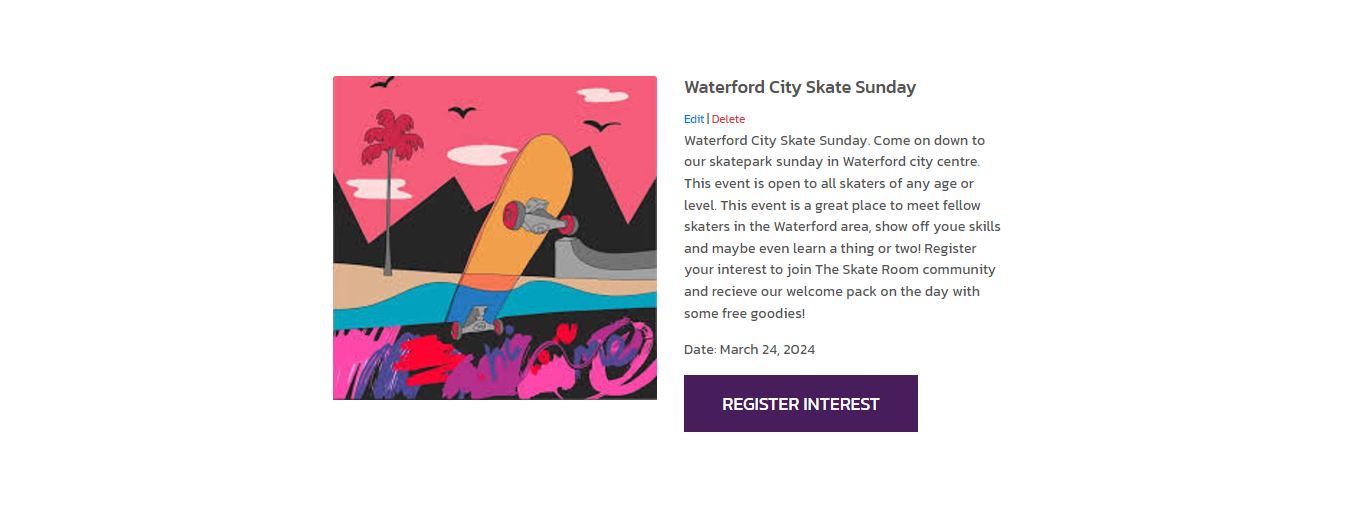 Waterford City Skate Sunday
Edit | Delete
Waterford City Skate Sunday. Come on down to
our skatepark sunday in Waterford city centre.
This event is open to all skaters of any age or
level. This event is a great place to meet fellow
skaters in the Waterford area, show off youe skills
and maybe even learn a thing or two! Register
your interest to join The Skate Room community
and recieve our welcome pack on the day with
some free goodies!
Date: March 24, 2024
REGISTER INTEREST